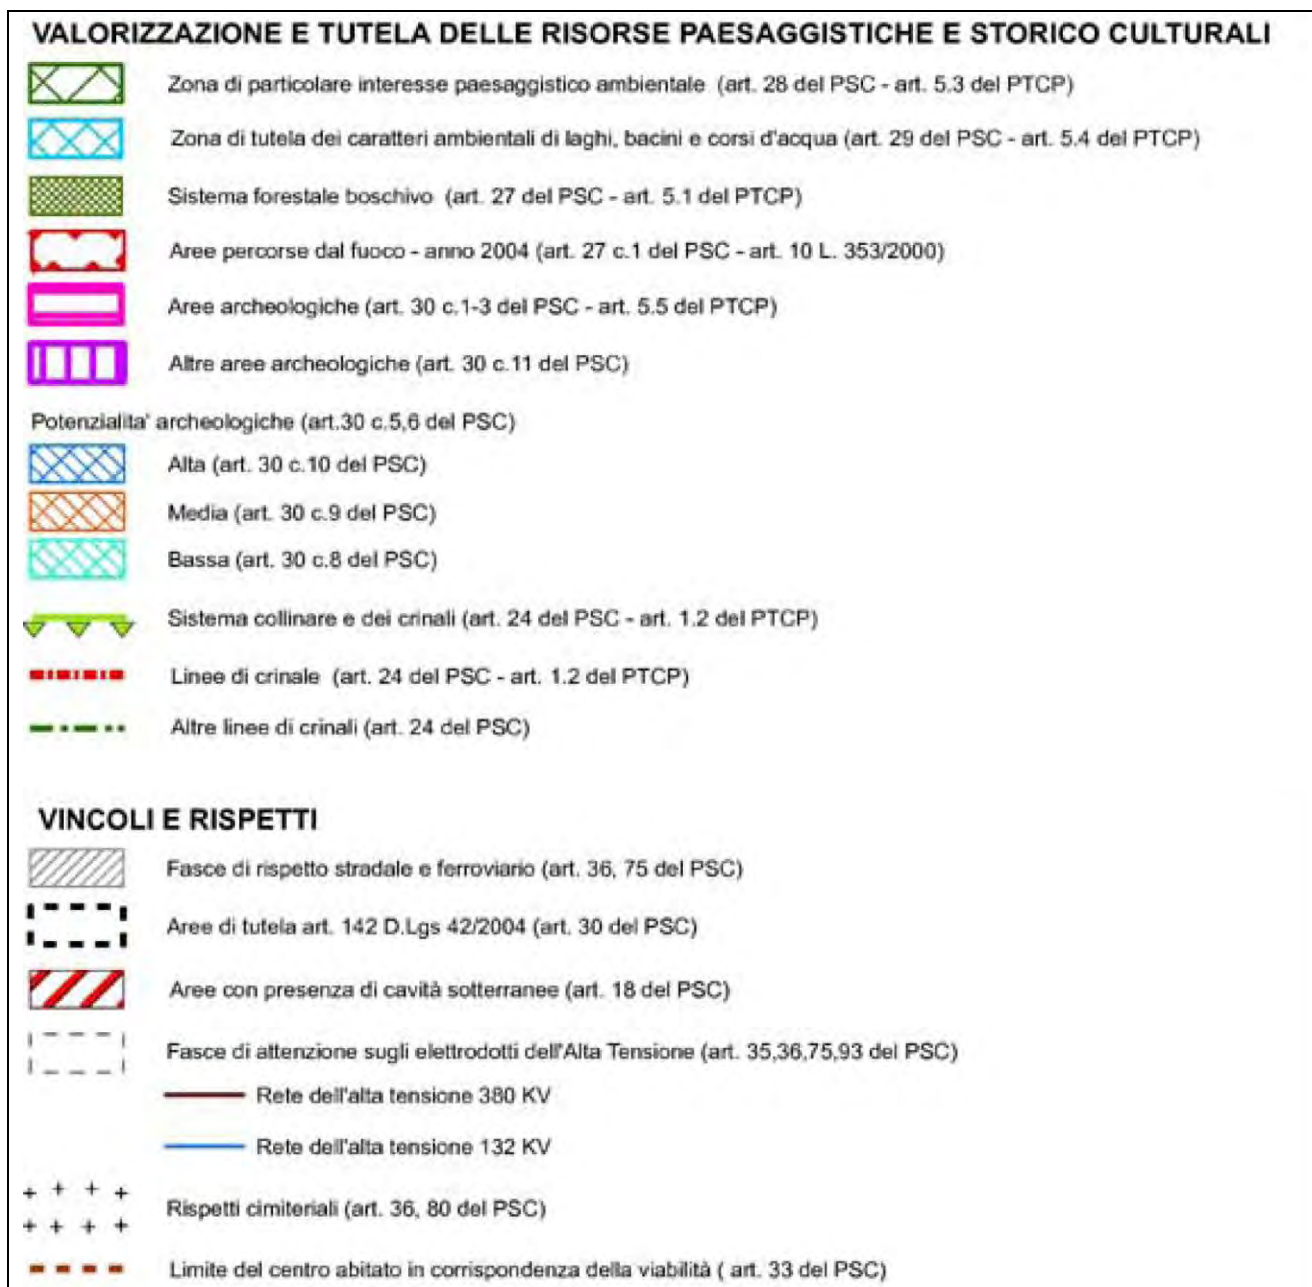 VALORIZZAZIONE E TUTELA DELLE RISORSE PAESAGGISTICHE E STORICO CULTURALI
Zona di particolare interesse paesaggistico ambientale (art. 28 del PSC - art. 5.3 del PTCP)
Zona di tutela dei caratteri ambientali di laghi, bacini e corsi d'acqua (art. 29 del PSC - art. 5.4 del PTCP)
Sistema forestale boschivo (art. 27 del PSC - art. 5.1 del PTCP)
Aree percorse dal fuoco - anno 2004 (art. 27 c.1 del PSC - art. 10 L. 353/2000)
Aree archeologiche (art. 30 c.1-3 del PSC - art. 5.5 del PTCP)
Altre aree archeologiche (art. 30 c.11 del PSC)
Potenzialita' archeologiche (art.30 c.5,6 del PSC)
Alta (art. 30 c.10 del PSC)
Media (art. 30 c.9 del PSC)
Bassa (art. 30 c.8 del PSC)
Sistema collinare e dei crinali (art. 24 del PSC - art. 1.2 del PTCP)
Linee di crinale (art. 24 del PSC - art. 1.2 del PTCP)
Altre linee di crinali (art. 24 del PSC)
VINCOLI E RISPETTI
Fasce di rispetto stradale e ferroviario (art. 36, 75 del PSC)
Aree di tutela art. 142 D.Lgs 42/2004 (art. 30 del PSC)
Aree con presenza di cavità sotterranee (art. 18 del PSC)
Fasce di attenzione sugli elettrodotti dell'Alta Tensione (art. 35,36,75,93 del PSC)
Rete dell'alta tensione 380 KV
Rete dell'alta tensione 132 KV
Rispetti cimiteriali (art. 36, 80 del PSC)
Limite del centro abitato in corrispondenza della viabilità ( art. 33 del PSC)